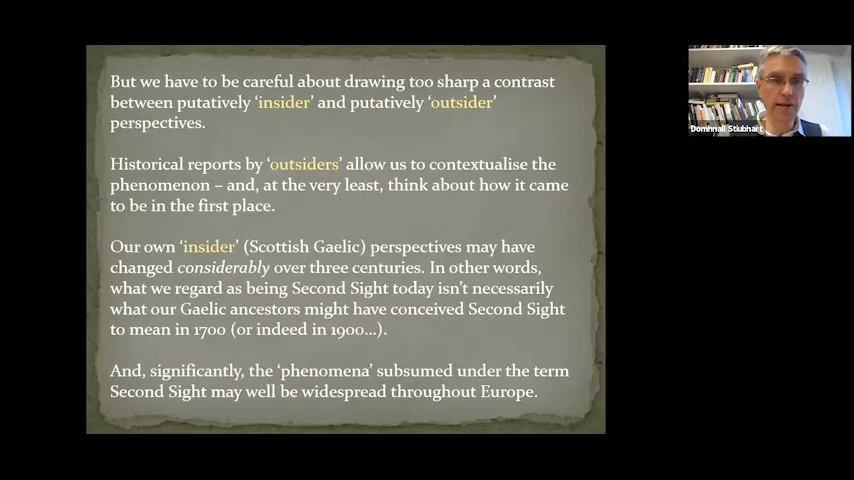 But we have to be careful about drawing too sharp a contrast
between putatively ‘insider’ and putatively ‘outsider’
perspectives.
Historical reports by ‘outsiders’ allow us to contextualise the
phenomenon – and, at the very least, think about how it came
to be in the first place.
Our own ‘insider’ (Scottish Gaelic) perspectives may have
changed considerably over three centuries. In other words,
what we regard as being Second Sight today isn’t necessarily
what our Gaelic ancestors might have conceived Second Sight
to mean in 1700 (or indeed in 1900…).
And, significantly, the ‘phenomena’ subsumed under the term
Second Sight may well be widespread throughout Europe.
Domhnall Stiubhart